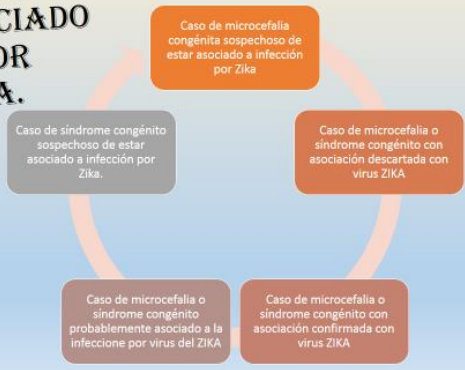 CIADO
OR
A.
Caso de microcefalia
congénita sospechoso de
estar asociado a infección
por Zika
Caso de microcefalia o
síndrome congénito con
asociación descartada con
virus ZIKA
Caso de microcefalia o
síndrome congénito con
asociación confirmada con
virus ZIKA
Caso de microcefalia o
síndrome congénito
probablemente asociado a la
infeccione por virus del ZIKA
Caso de síndrome congénito
sospechoso de estar
asociado a infección por
Zika.